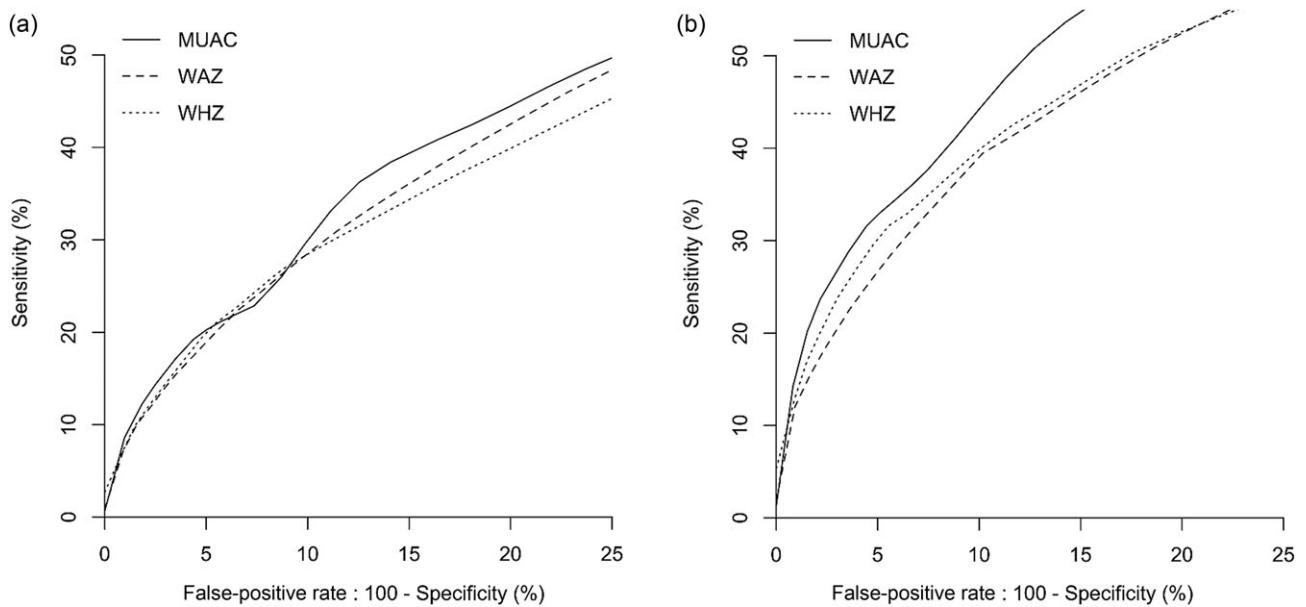 (a)
MUAC
WAZ
WHZ
50
40
30
20
10
0
Sensitivity (%)
0 5 10 15 20 25
False-positive rate : 100 - Specificity (%)
(b)
MUAC
WAZ
WHZ
50
40
30
20
10
0
Sensitivity (%)
0 5 10 15 20 25
False-positive rate : 100 - Specificity (%)